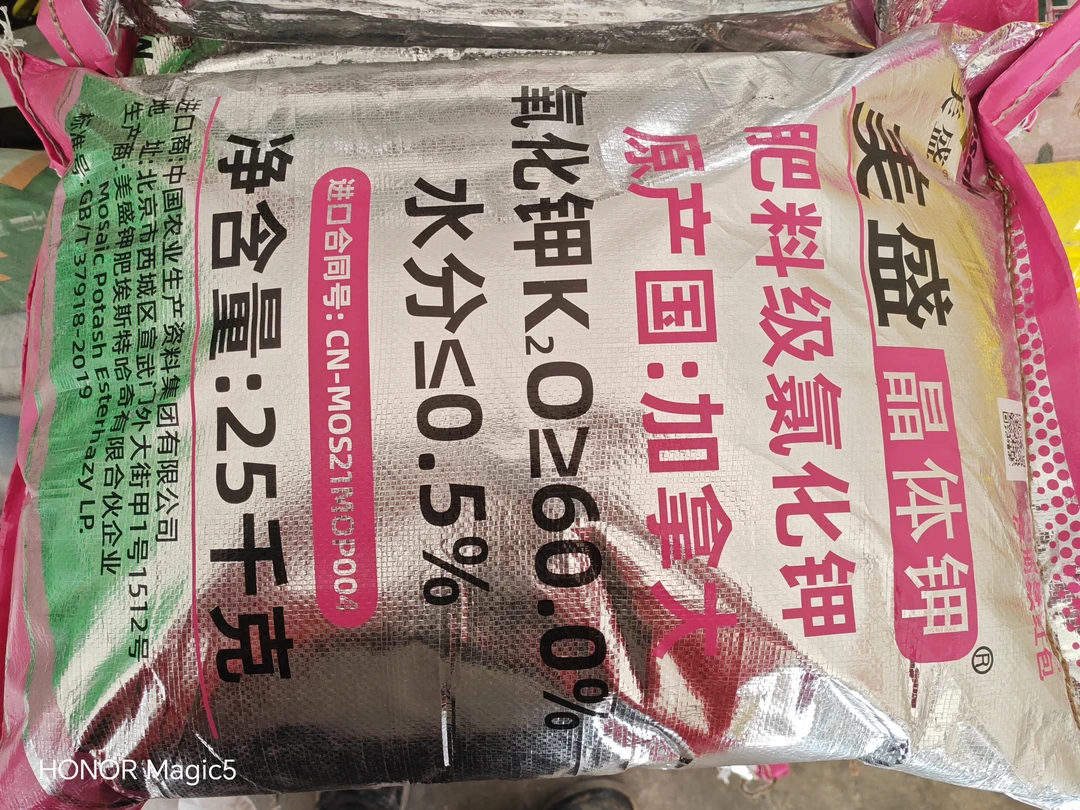 美盛
美盛 晶体钾®
肥料级氯化钾
原产国:加拿大
氧化钾K₂O≥60.0%
水分≤0.5%
进口合同号: CN-MOS21MOP004
净含量:25千克
进口商:中国农业生产资料集团有限公司
地 址:北京市西城区宣武门外大街甲1号1512号
生产商:美盛钾肥埃斯特哈奇有限合伙企业
Mosaic Potash Esterhazy LP.
标准号: GB/T 37918-2019
HONOR Magic5